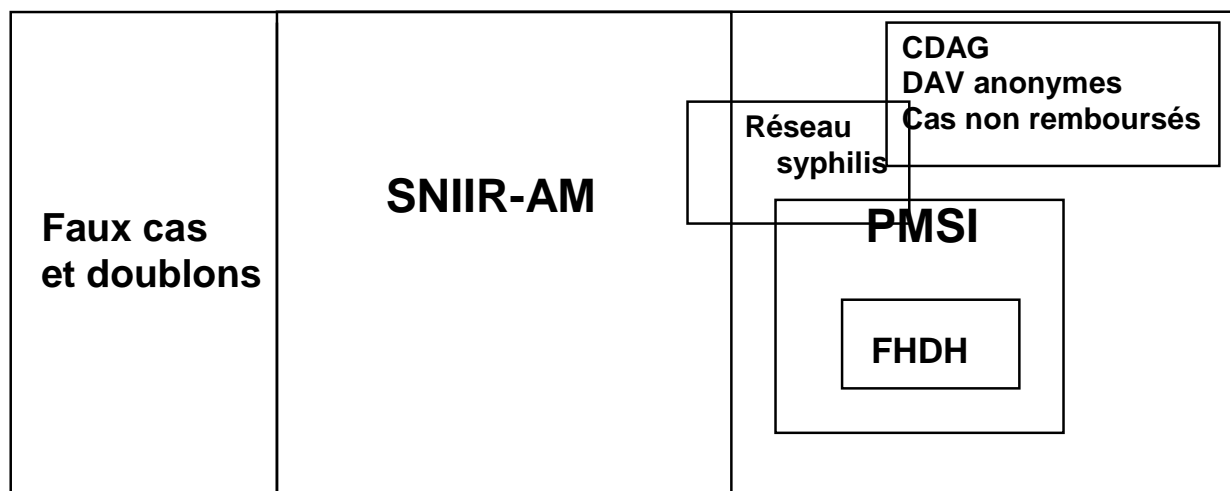 Faux cas
et doublons
SNIIR-AM
Réseau
syphilis
CDAG
DAV anonymes
Cas non remboursés
PMSI
FHDH